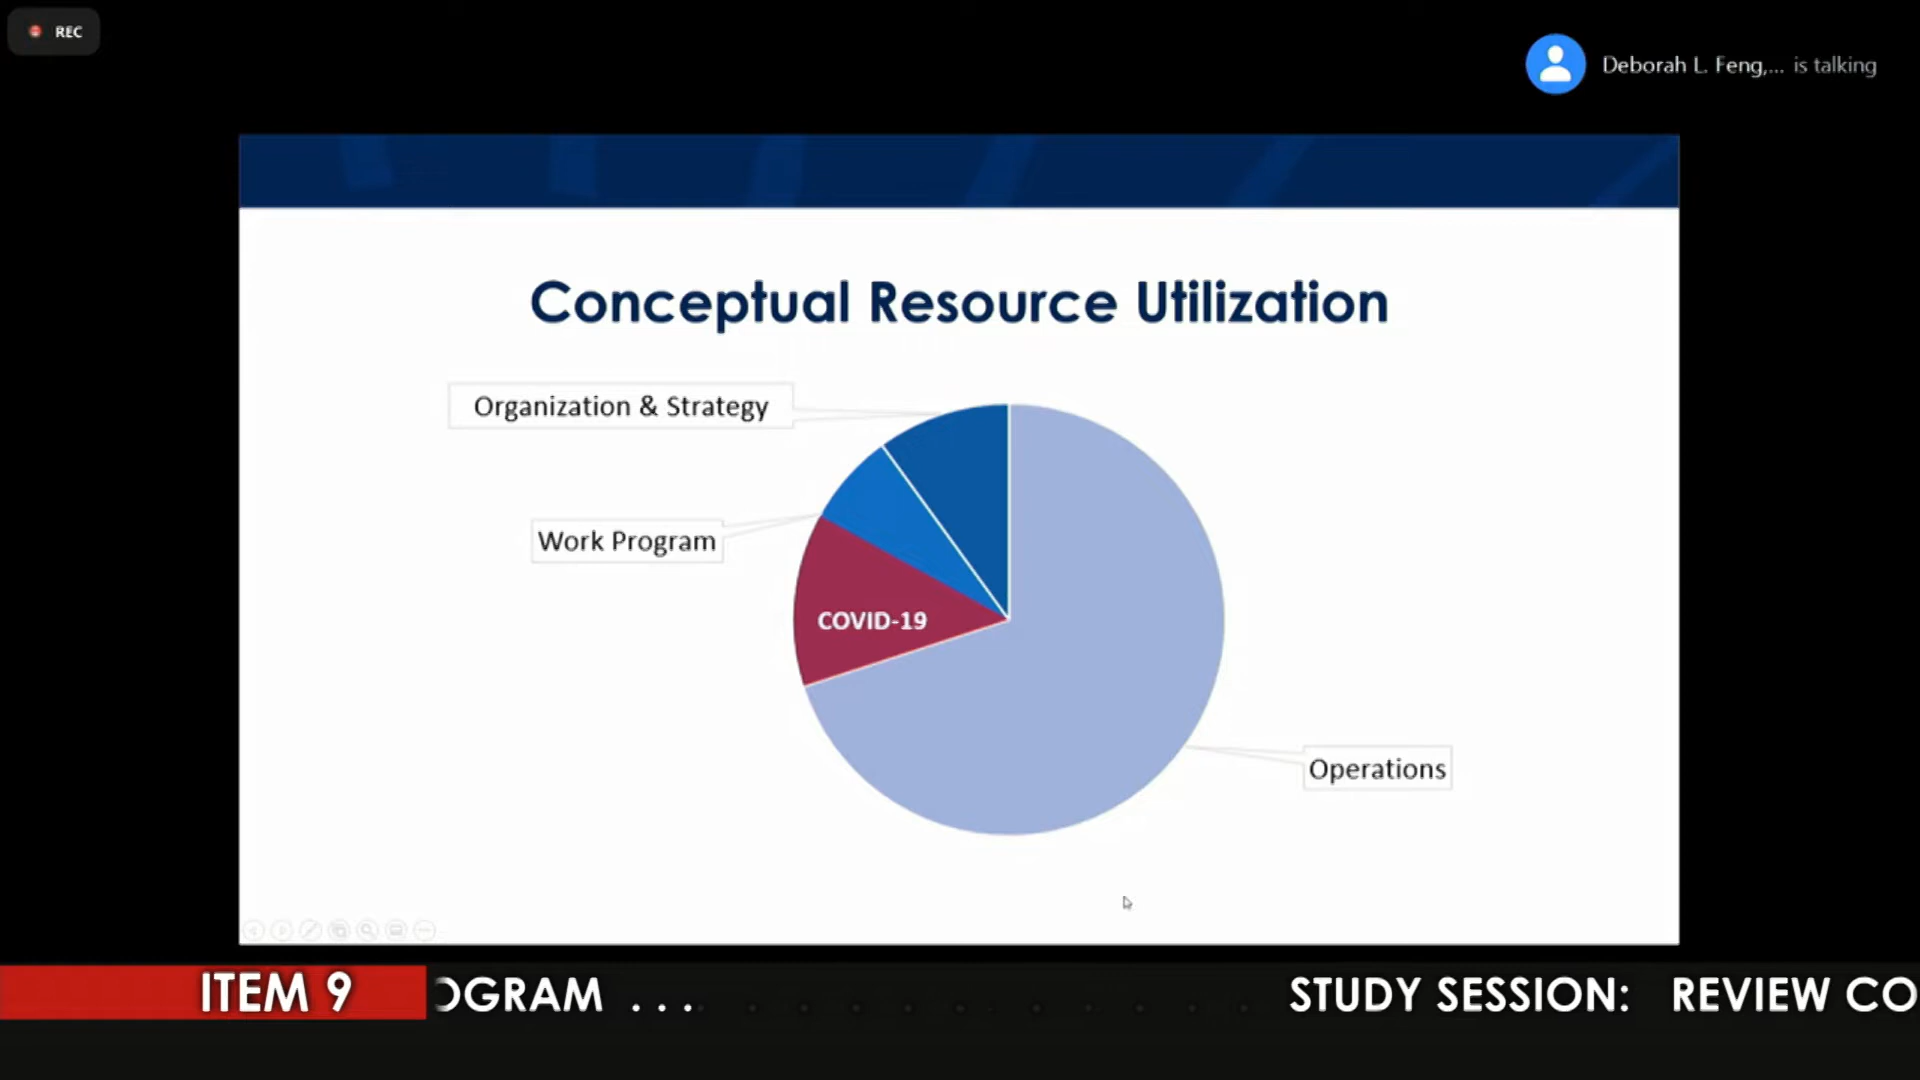 REC
Deborah L. Feng,... is talking
Conceptual Resource Utilization
Organization & Strategy
Work Program
COVID-19
Operations
ITEM 9
OGRAM ... STUDY SESSION: REVIEW CO